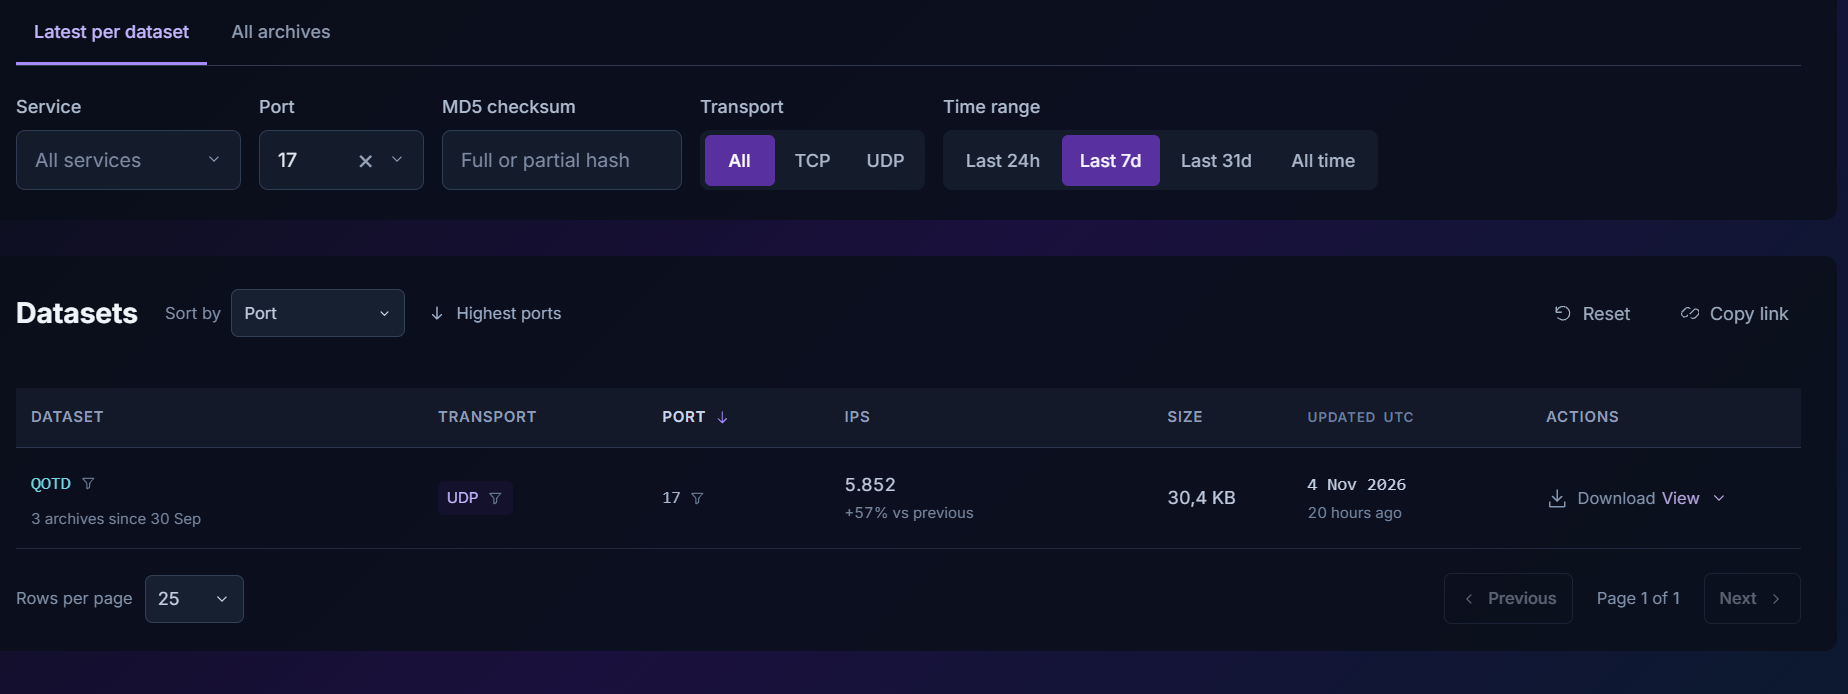 Latest per dataset All archives
Service Port MD5 checksum Transport Time range
All services 17 Full or partial hash All TCP UDP Last 24h Last 7d Last 31d All time
Datasets Sort by Port Highest ports Reset Copy link
DATASET TRANSPORT PORT IPS SIZE UPDATED UTC ACTIONS
QOTD UDP 17 5.852 30,4 KB 4 Nov 2026 Download View
3 archives since 30 Sep +57% vs previous 20 hours ago
Rows per page 25 Previous Page 1 of 1 Next